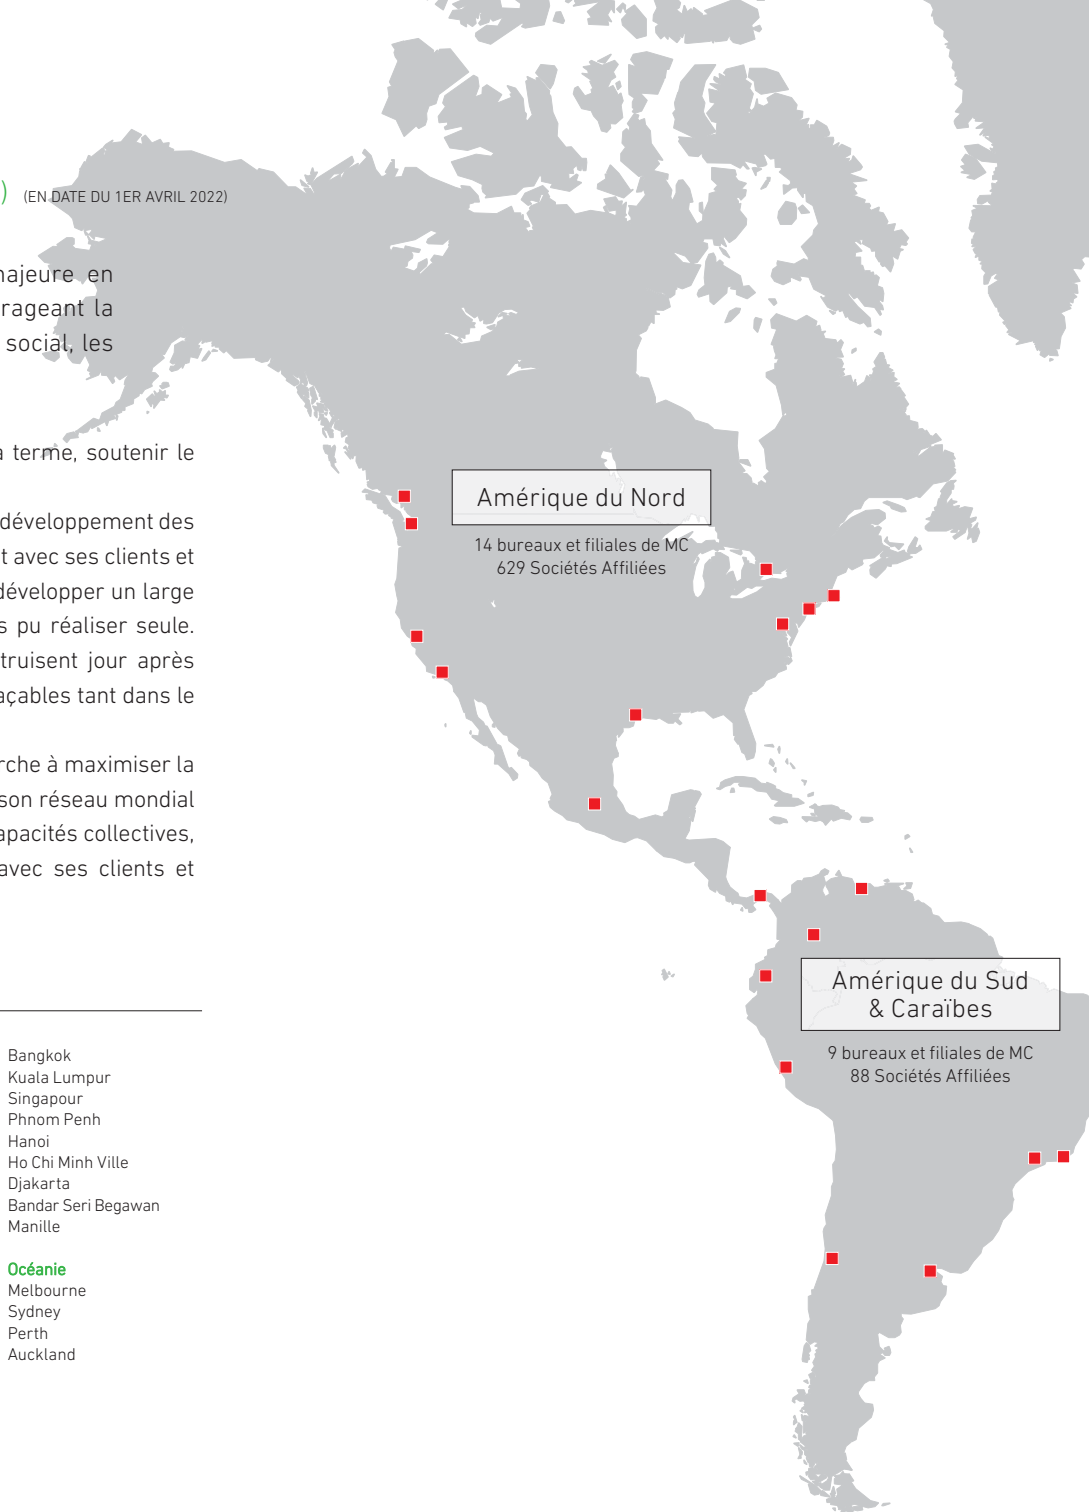 ) (EN DATE DU 1ER AVRIL 2022)
majeure en
rageant la
social, les
à terme, soutenir le
développement des
t avec ses clients et
développer un large
s pu réaliser seule.
truisent jour après
açables tant dans le
rche à maximiser la
son réseau mondial
apacités collectives,
avec ses clients et
Amérique du Nord
14 bureaux et filiales de MC
629 Sociétés Affiliées
Amérique du Sud
& Caraïbes
9 bureaux et filiales de MC
88 Sociétés Affiliées
Bangkok
Kuala Lumpur
Singapour
Phnom Penh
Hanoi
Ho Chi Minh Ville
Djakarta
Bandar Seri Begawan
Manille
Océanie
Melbourne
Sydney
Perth
Auckland